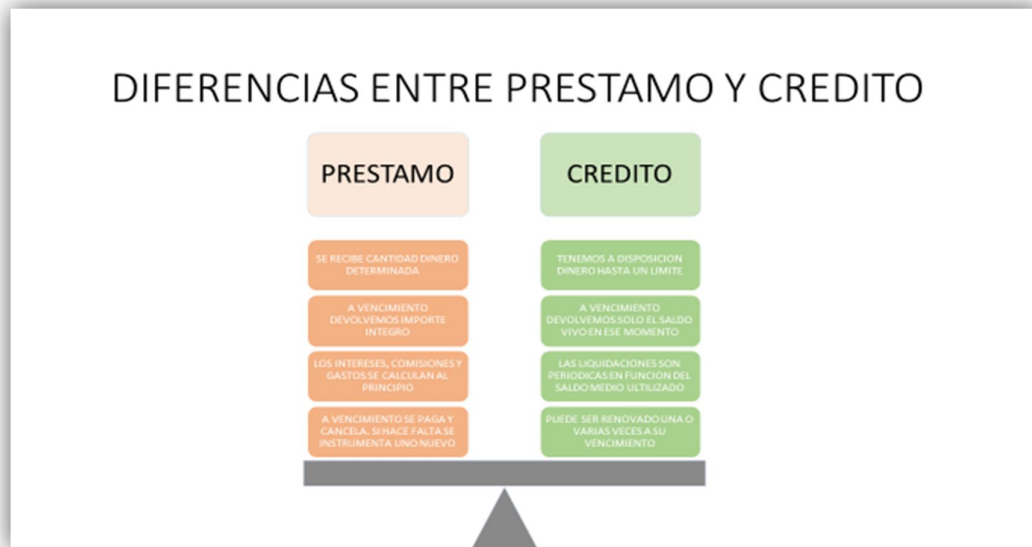 DIFERENCIAS ENTRE PRESTAMO Y CREDITO
PRESTAMO
SE RECIBE CANTIDAD DINERO
DETERMINADA
A VENCIMIENTO
DEVOLVEMOS IMPORTE
INTEGRO
LOS INTERESES, COMISIONES Y
GASTOS SE CALCULAN AL
PRINCIPIO
A VENCIMIENTO SE PAGA Y
CANCELA. SI HACE FALTA SE
INSTRUMENTA UNO NUEVO
CREDITO
TENEMOS A DISPOSICION
DINERO HASTA UN LIMITE
A VENCIMIENTO
DEVOLVEMOS SOLO EL SALDO
VIVO EN ESE MOMENTO
LAS LIQUIDACIONES SON
PERIODICAS EN FUNCION DEL
SALDO MEDIO ULTILIZADO
PUEDE SER RENOVADO UNA O
VARIAS VECES A SU
VENCIMIENTO